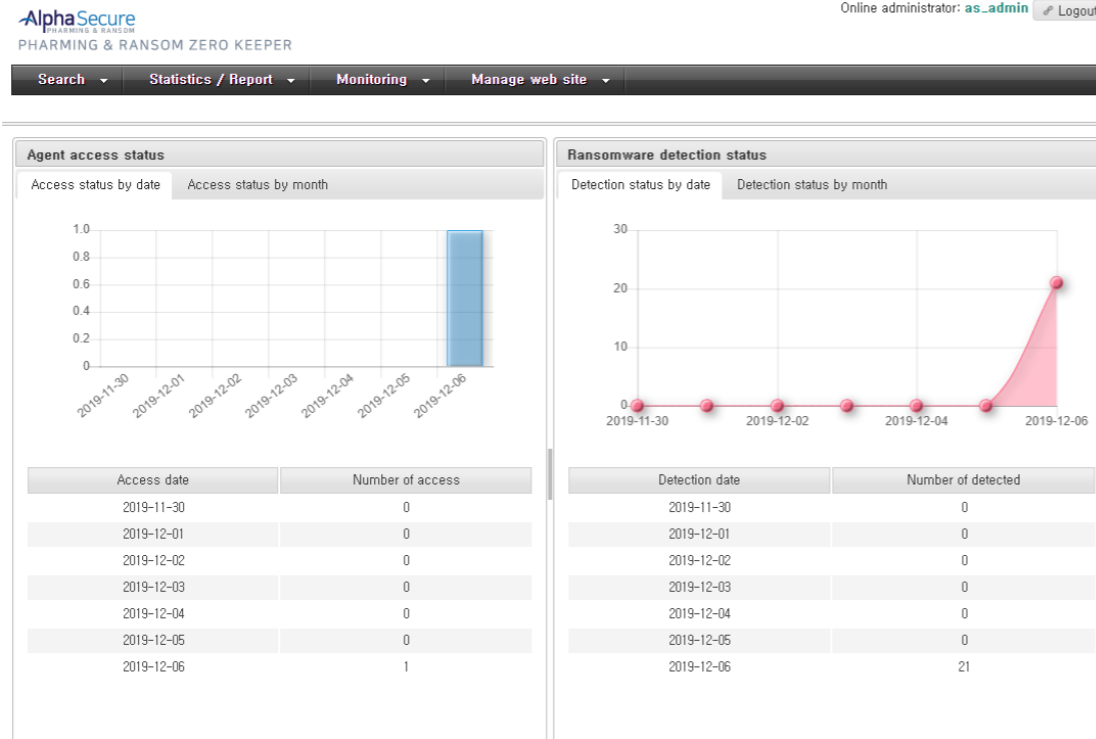 Online administrator: as_admin Logout
AlphaSecure
PHARMING & RANSOM
PHARMING & RANSOM ZERO KEEPER
Search Statistics / Report Monitoring Manage web site
Agent access status
Access status by date Access status by month
1.0
0.8
0.6
0.4
0.2
0
2019-11-30 2019-12-01 2019-12-02 2019-12-03 2019-12-04 2019-12-05 2019-12-06
Access date Number of access
2019-11-30 0
2019-12-01 0
2019-12-02 0
2019-12-03 0
2019-12-04 0
2019-12-05 0
2019-12-06 1
Ransomware detection status
Detection status by date Detection status by month
30
20
10
0
2019-11-30 2019-12-02 2019-12-04 2019-12-06
Detection date Number of detected
2019-11-30 0
2019-12-01 0
2019-12-02 0
2019-12-03 0
2019-12-04 0
2019-12-05 0
2019-12-06 21